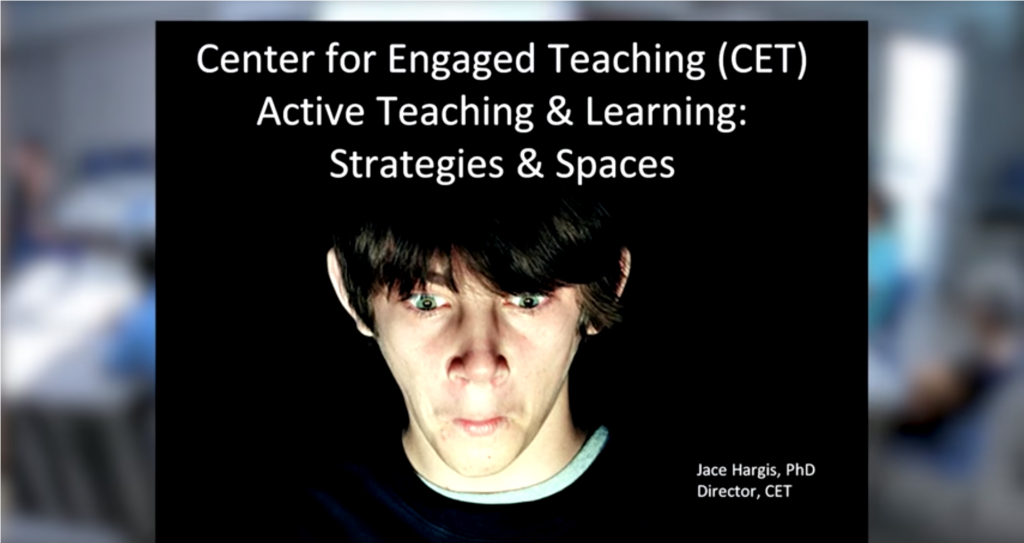 Center for Engaged Teaching (CET)
Active Teaching & Learning:
Strategies & Spaces
Jace Hargis, PhD
Director, CET